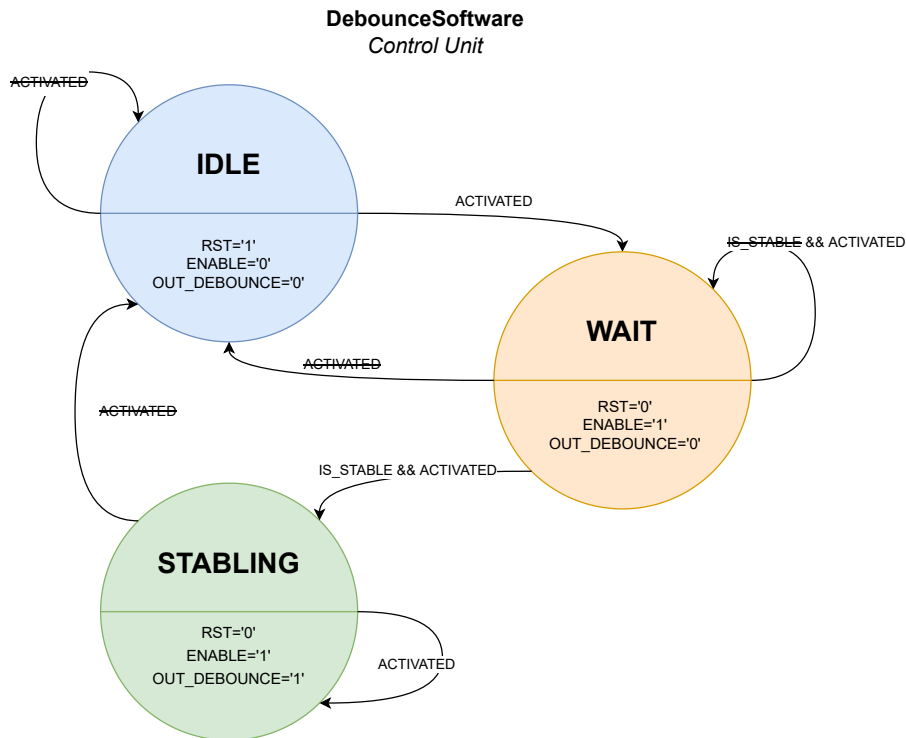 DebounceSoftware
Control Unit
ACTIVATED
IDLE
RST='1'
ENABLE='0'
OUT_DEBOUNCE='0'
ACTIVATED
IS_STABLE && ACTIVATED
WAIT
RST='0'
ENABLE='1'
OUT_DEBOUNCE='0'
ACTIVATED
ACTIVATED
IS_STABLE && ACTIVATED
STABLING
RST='0'
ENABLE='1'
OUT_DEBOUNCE='1'
ACTIVATED